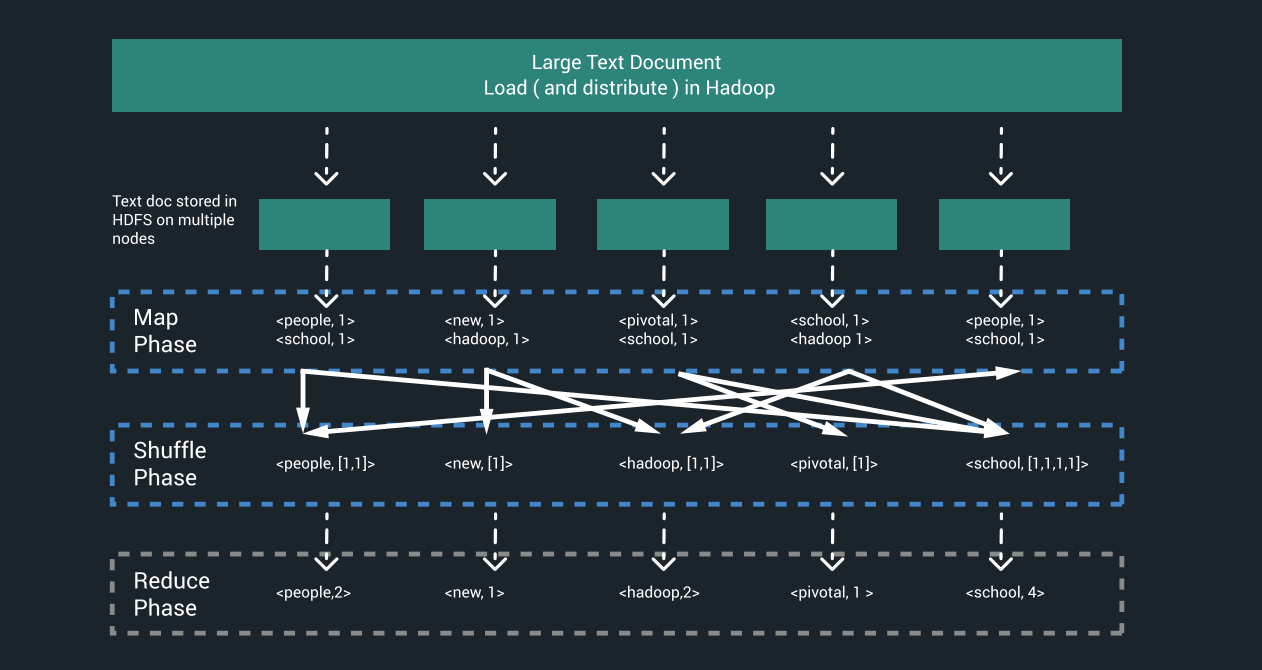 Large Text Document
Load ( and distribute ) in Hadoop
Text doc stored in
HDFS on multiple
nodes
Map
Phase
<people, 1>
<school, 1>
<new, 1>
<hadoop, 1>
<pivotal, 1>
<school, 1>
<school, 1>
<hadoop 1>
<people, 1>
<school, 1>
Shuffle
Phase
<people, [1,1]>
<new, [1]>
<hadoop, [1,1]>
<pivotal, [1]>
<school, [1,1,1,1]>
Reduce
Phase
<people,2>
<new, 1>
<hadoop,2>
<pivotal, 1 >
<school, 4>